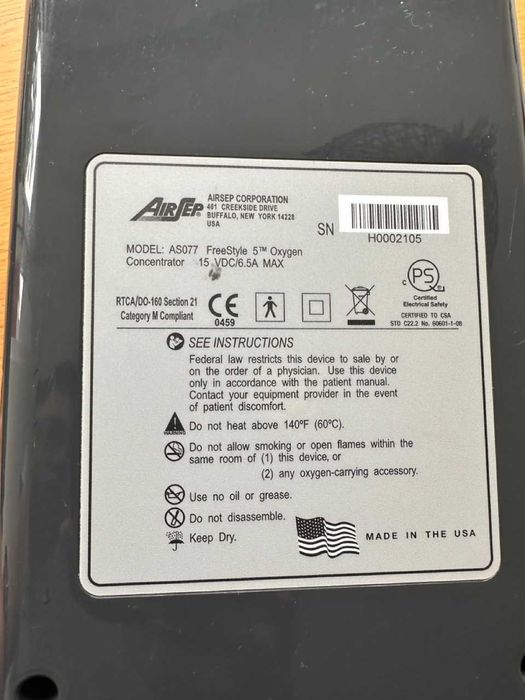 AIRSEP®
AIRSEP CORPORATION
401 CREEKSIDE DRIVE
BUFFALO, NEW YORK 14228
USA
SN
H0002105
MODEL: AS077 FreeStyle 5™ Oxygen
Concentrator 15 VDC/6.5A MAX
RTCA/DO-160 Section 21
Category M Compliant
CE
0459
C PS
Certified
Electrical Safety
CERTIFIED TO CSA
STD C22.2 No. 60601-1-08
SEE INSTRUCTIONS
Federal law restricts this device to sale by or
on the order of a physician. Use this device
only in accordance with the patient manual.
Contact your equipment provider in the event
of patient discomfort.
WARNING
Do not heat above 140ºF (60ºC).
Do not allow smoking or open flames within the
same room of (1) this device, or
(2) any oxygen-carrying accessory.
Use no oil or grease.
Do not disassemble.
Keep Dry.
MADE IN THE USA